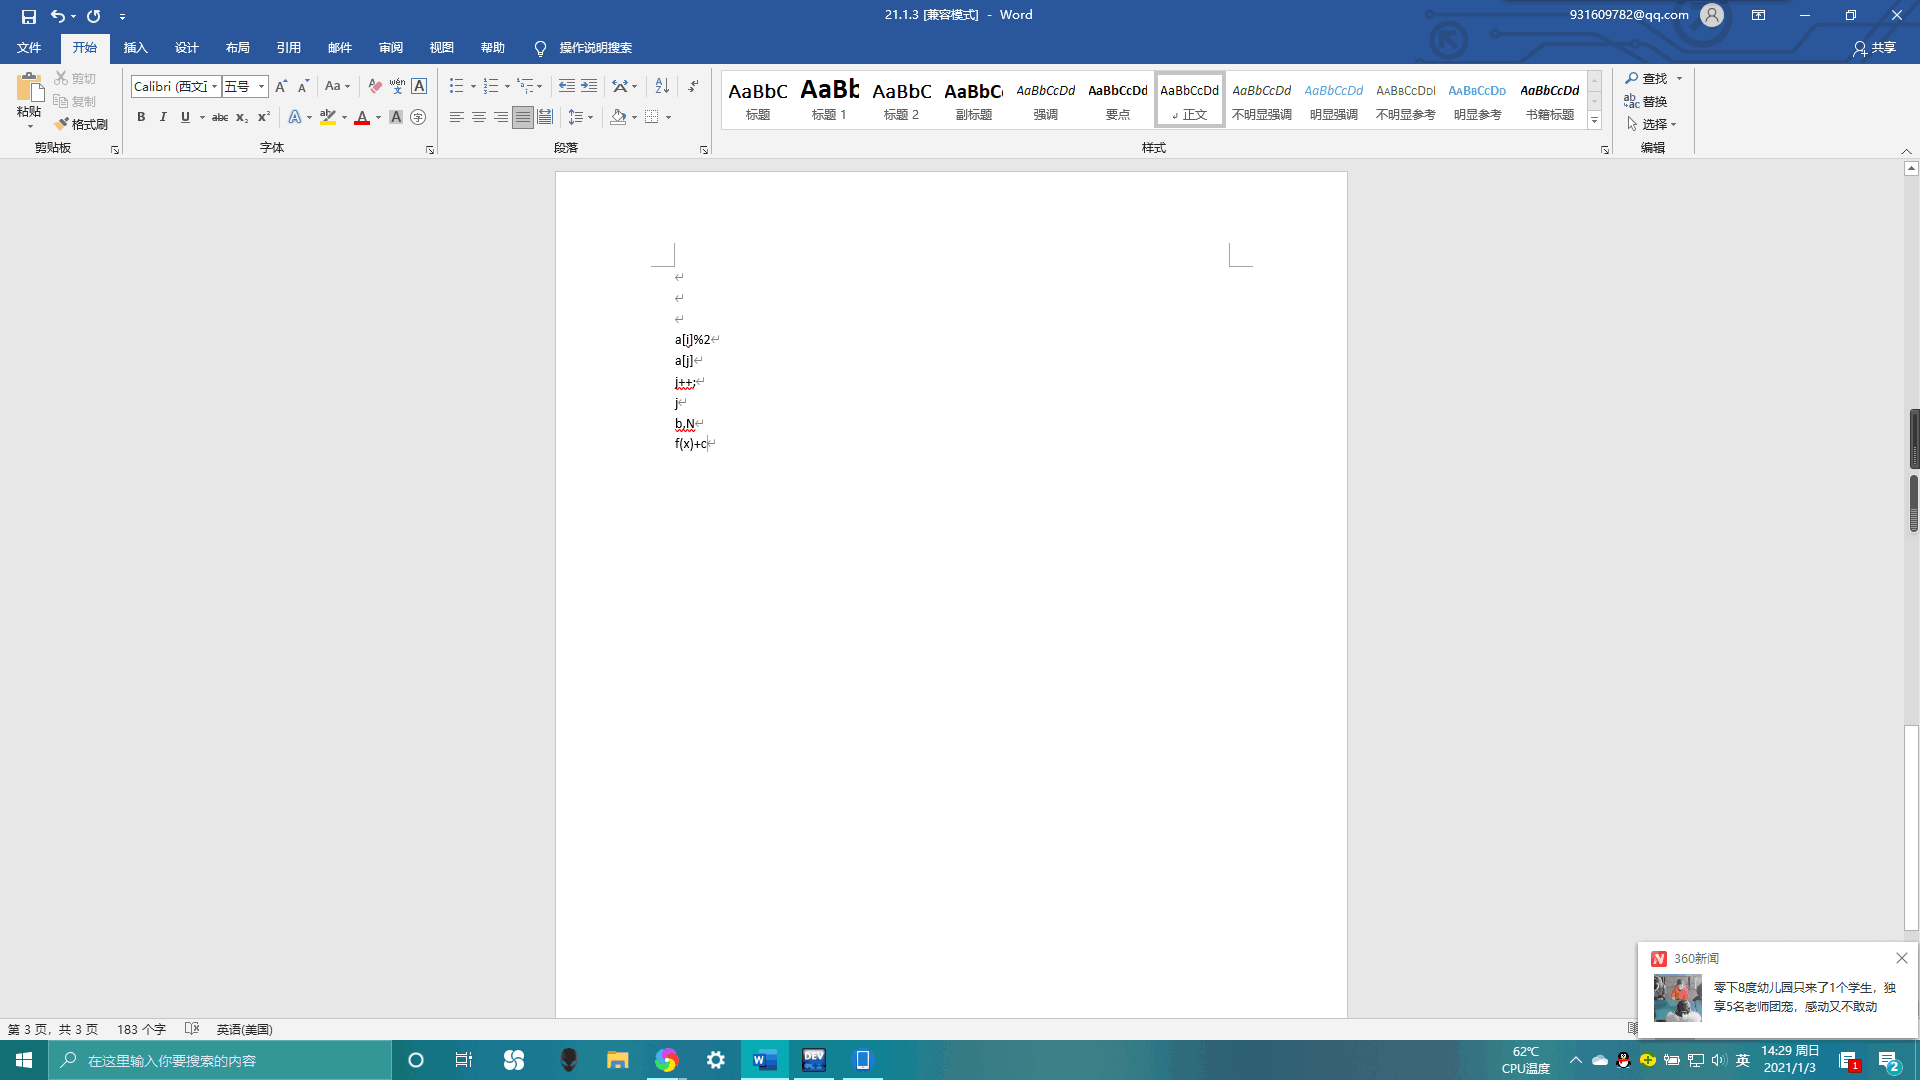 21.1.3 [兼容模式] - Word
931609782@qq.com
文件 开始 插入 设计 布局 引用 邮件 审阅 视图 帮助 操作说明搜索 共享
粘贴 剪切 复制 格式刷
剪贴板
Calibri (西文正 五号
字体
段落
AaBbC 标题
AaBb 标题 1
AaBbC 标题 2
AaBbC 副标题
AaBbCcDd 强调
AaBbCcDd 要点
AaBbCcDd 正文
AaBbCcDd 不明显强调
AaBbCcDd 明显强调
AaBbCcDd 不明显参考
AaBbCcDd 明显参考
AaBbCcDd 书籍标题
样式
查找
替换
选择
编辑
a[i]%2
a[j]
j++;
j
b,N
f(x)+c
360新闻
零下8度幼儿园只来了1个学生，独
享5名老师团宠，感动又不敢动
第 3 页，共 3 页 183 个字 英语(美国)
在这里输入你要搜索的内容
62℃
CPU温度
英
14:29 周日
2021/1/3
1
2